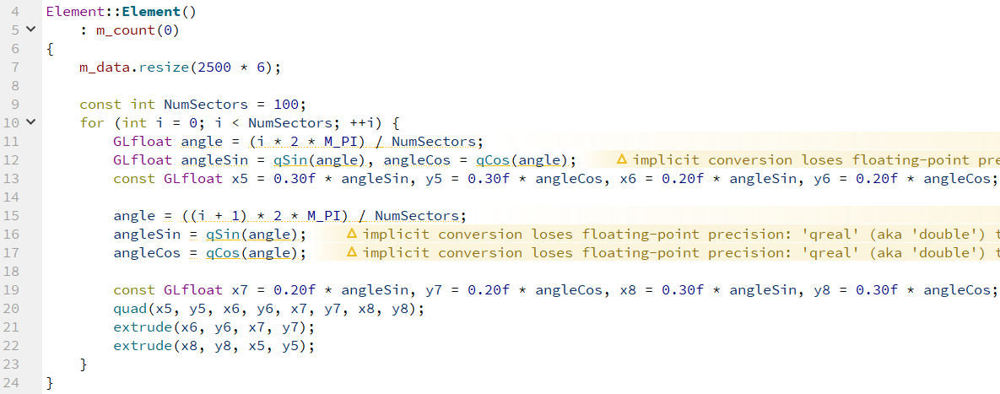 4 Element::Element()
5 : m_count(0)
6 {
7 m_data.resize(2500 * 6);
8
9 const int NumSectors = 100;
10 for (int i = 0; i < NumSectors; ++i) {
11 GLfloat angle = (i * 2 * M_PI) / NumSectors;
12 GLfloat angleSin = qSin(angle), angleCos = qCos(angle); ⚠ implicit conversion loses floating-point pre
13 const GLfloat x5 = 0.30f * angleSin, y5 = 0.30f * angleCos, x6 = 0.20f * angleSin, y6 = 0.20f * angleCos;
14
15 angle = ((i + 1) * 2 * M_PI) / NumSectors;
16 angleSin = qSin(angle); ⚠ implicit conversion loses floating-point precision: 'qreal' (aka 'double') t
17 angleCos = qCos(angle); ⚠ implicit conversion loses floating-point precision: 'qreal' (aka 'double') t
18
19 const GLfloat x7 = 0.20f * angleSin, y7 = 0.20f * angleCos, x8 = 0.30f * angleSin, y8 = 0.30f * angleCos;
20 quad(x5, y5, x6, y6, x7, y7, x8, y8);
21 extrude(x6, y6, x7, y7);
22 extrude(x8, y8, x5, y5);
23 }
24 }